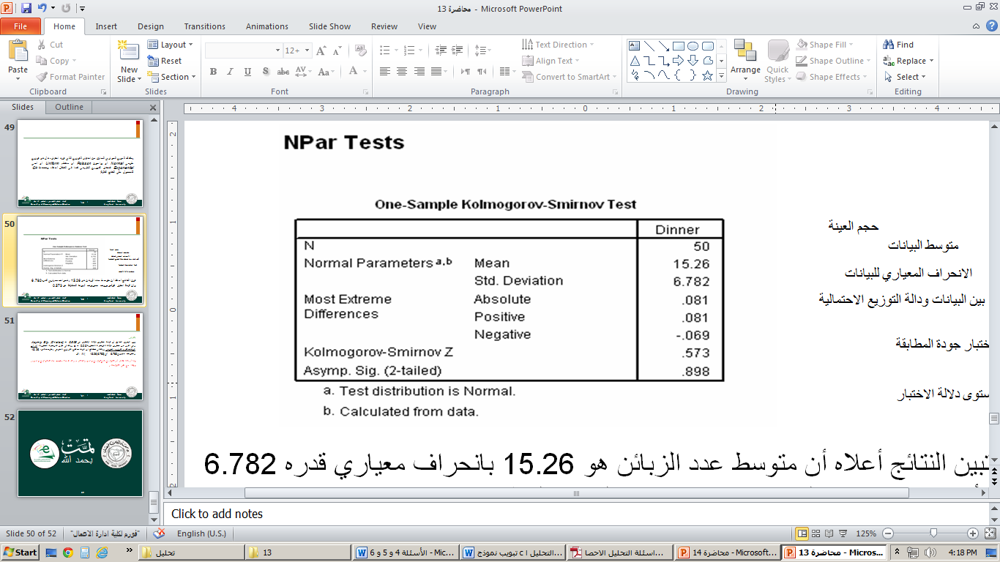 محاضرة 13 - Microsoft PowerPoint
File Home Insert Design Transitions Animations Slide Show Review View
Paste
Cut
Copy
Format Painter
Clipboard
New Slide
Layout
Reset
Section
Slides
12+
Font
Text Direction
Align Text
Convert to SmartArt
Paragraph
Arrange
Quick Styles
Shape Fill
Shape Outline
Shape Effects
Drawing
Find
Replace
Select
Editing
Slides Outline
49
50
51
52
تمت
بحمد الله
NPar Tests
One-Sample Kolmogorov-Smirnov Test
Dinner
N 50
Normal Parameters a,b Mean 15.26
Std. Deviation 6.782
Most Extreme Differences Absolute .081
Positive .081
Negative -.069
Kolmogorov-Smirnov Z .573
Asymp. Sig. (2-tailed) .898
a. Test distribution is Normal.
b. Calculated from data.
حجم العينة
متوسط البيانات
الانحراف المعياري للبيانات
بين البيانات ودالة التوزيع الاحتمالية
ختبار جودة المطابقة
ستوى دلالة الاختبار
تبين النتائج أعلاه أن متوسط عدد الزبائن هو 15.26 بانحراف معياري قدره 6.782
Click to add notes
Slide 50 of 52
"فورم لكلية ادارة الاعمال"
English (U.S.)
125%
Start
تحليل
13
الأسئلة 4 و 5 و 6 - Mic...
تبويب نموذج c التحليل ا...
اسئلة التحليل الاحصا...
محاضرة 14 - Microsoft...
محاضرة 13 - Micros...
4:18 PM